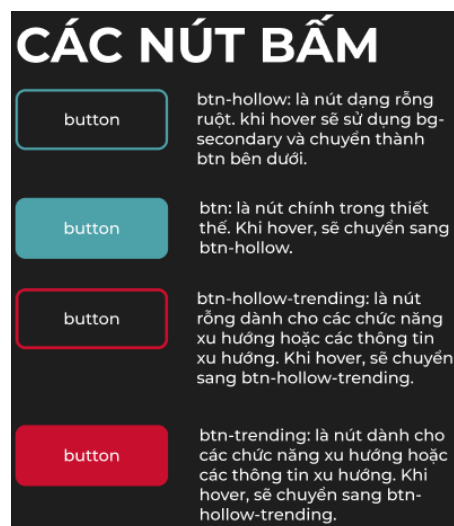 CÁC NÚT BẤM
button
btn-hollow: là nút dạng rỗng
ruột. khi hover sẽ sử dụng bg-
secondary và chuyển thành
btn bên dưới.
button
btn: là nút chính trong thiết
thế. Khi hover, sẽ chuyển sang
btn-hollow.
button
btn-hollow-trending: là nút
rỗng dành cho các chức năng
xu hướng hoặc các thông tin
xu hướng. Khi hover, sẽ chuyển
sang btn-hollow-trending.
button
btn-trending: là nút dành cho
các chức năng xu hướng hoặc
các thông tin xu hướng. Khi
hover, sẽ chuyển sang btn-
hollow-trending.